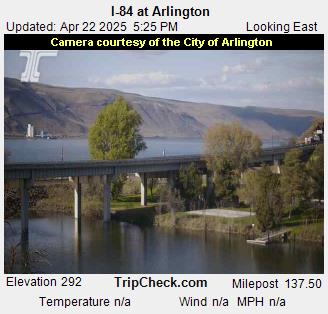 I-84 at Arlington
Updated: Apr 22 2025 5:25 PM Looking East
Camera courtesy of the City of Arlington
Elevation 292 TripCheck.com Milepost 137.50
Temperature n/a Wind n/a MPH n/a